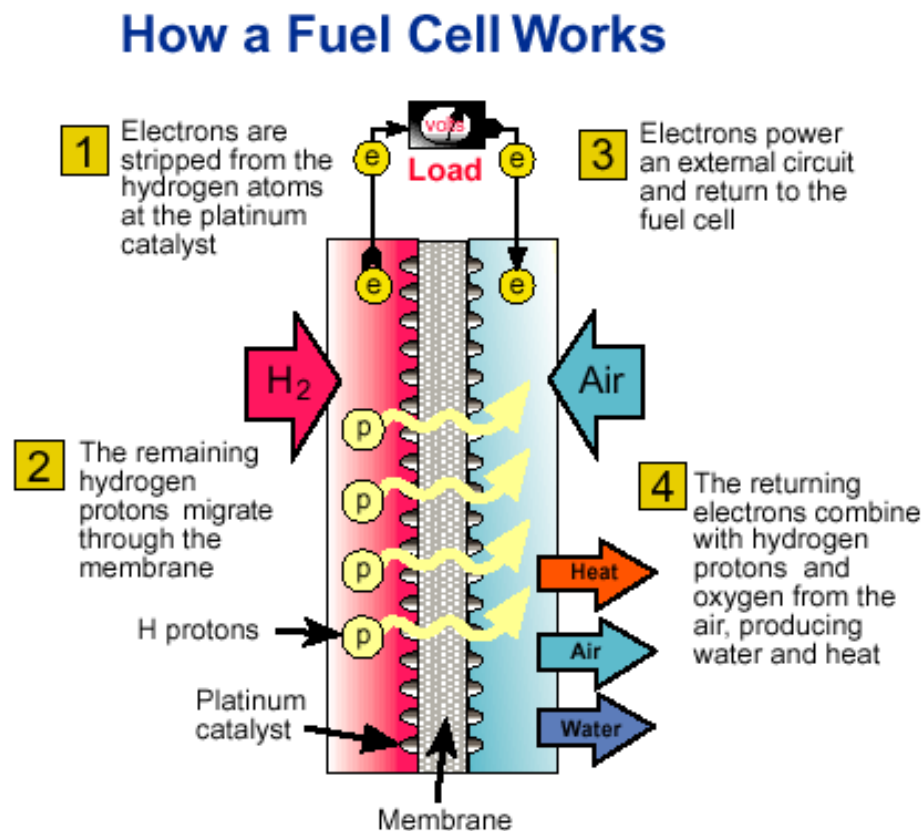 How a Fuel Cell Works
1
Electrons are
stripped from the
hydrogen atoms
at the platinum
catalyst
volts
Load
e
e
e
e
3
Electrons power
an external circuit
and return to the
fuel cell
H2
Air
2
The remaining
hydrogen
protons migrate
through the
membrane
p
p
p
p
H protons
Platinum
catalyst
Membrane
4
The returning
electrons combine
with hydrogen
protons and
oxygen from the
air, producing
water and heat
Heat
Air
Water